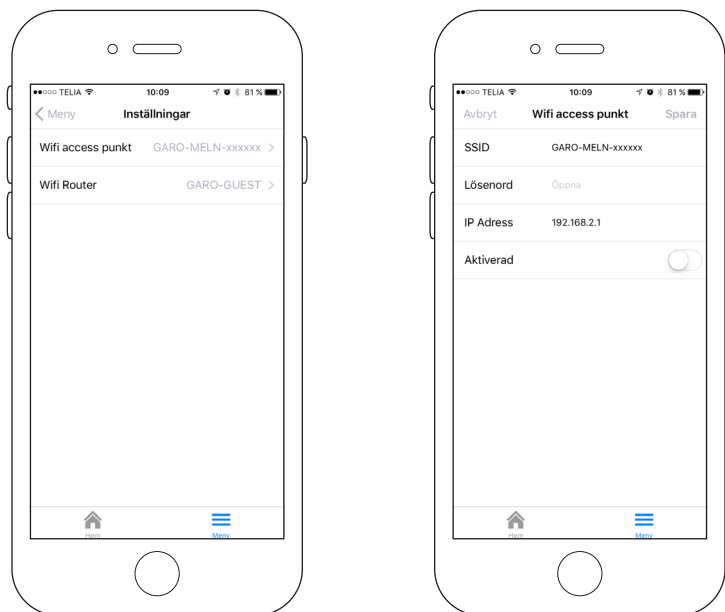 TELIA 10:09 81 %
Meny Inställningar
Wifi access punkt GARO-MELN-xxxxxx
Wifi Router GARO-GUEST
Hem Meny
TELIA 10:09 81 %
Avbryt Wifi access punkt Spara
SSID GARO-MELN-xxxxxx
Lösenord Öppna
IP Adress 192.168.2.1
Aktiverad
Hem Meny